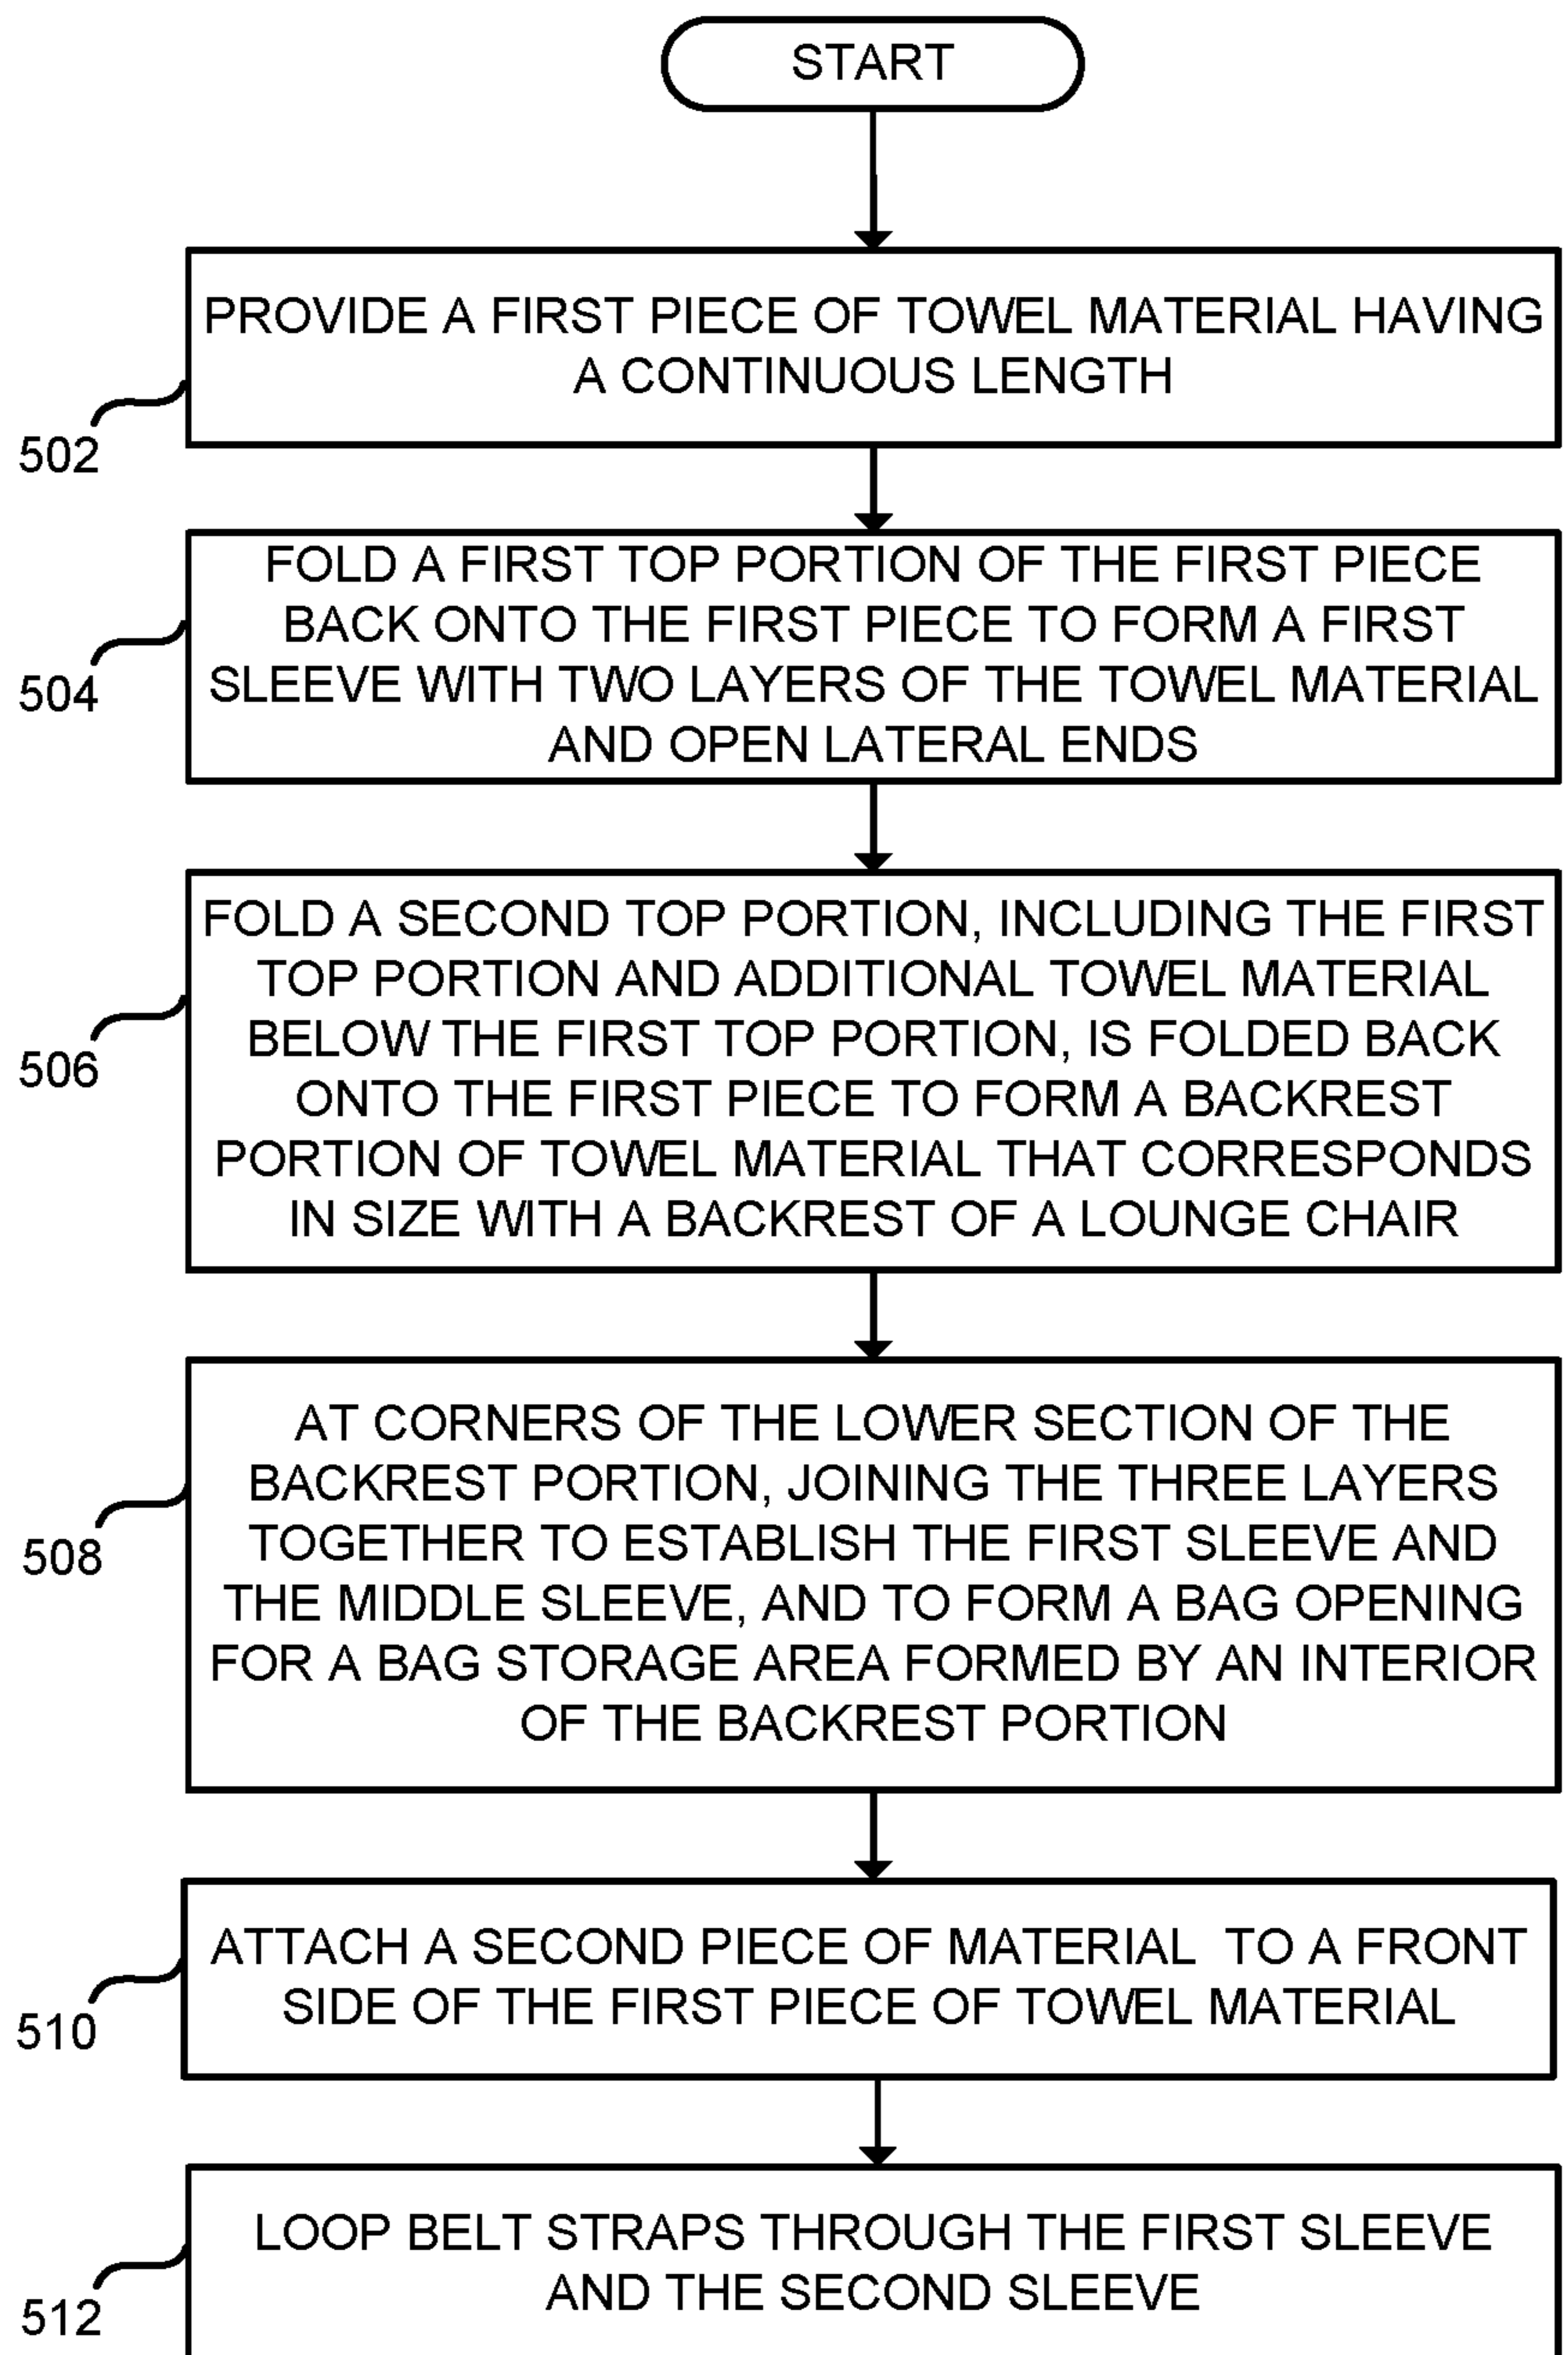 START
PROVIDE A FIRST PIECE OF TOWEL MATERIAL HAVING
A CONTINUOUS LENGTH
502
FOLD A FIRST TOP PORTION OF THE FIRST PIECE
BACK ONTO THE FIRST PIECE TO FORM A FIRST
SLEEVE WITH TWO LAYERS OF THE TOWEL MATERIAL
AND OPEN LATERAL ENDS
504
FOLD A SECOND TOP PORTION, INCLUDING THE FIRST
TOP PORTION AND ADDITIONAL TOWEL MATERIAL
BELOW THE FIRST TOP PORTION, IS FOLDED BACK
ONTO THE FIRST PIECE TO FORM A BACKREST
PORTION OF TOWEL MATERIAL THAT CORRESPONDS
IN SIZE WITH A BACKREST OF A LOUNGE CHAIR
506
AT CORNERS OF THE LOWER SECTION OF THE
BACKREST PORTION, JOINING THE THREE LAYERS
TOGETHER TO ESTABLISH THE FIRST SLEEVE AND
THE MIDDLE SLEEVE, AND TO FORM A BAG OPENING
FOR A BAG STORAGE AREA FORMED BY AN INTERIOR
OF THE BACKREST PORTION
508
ATTACH A SECOND PIECE OF MATERIAL TO A FRONT
SIDE OF THE FIRST PIECE OF TOWEL MATERIAL
510
LOOP BELT STRAPS THROUGH THE FIRST SLEEVE
AND THE SECOND SLEEVE
512